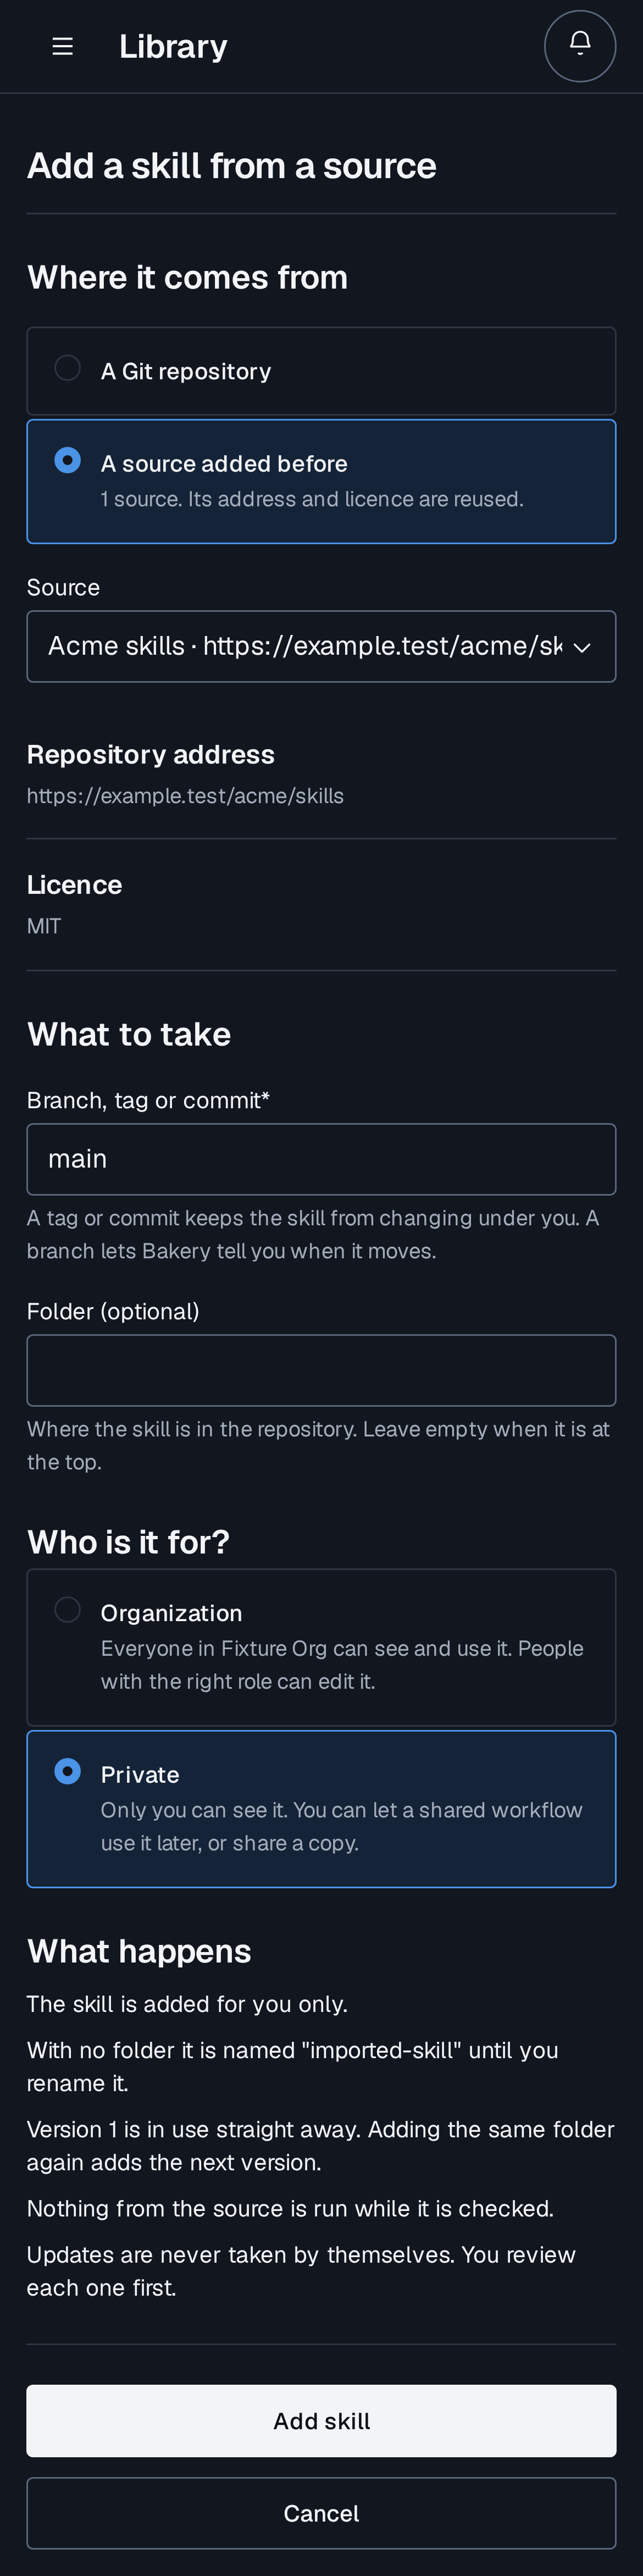 Library
Add a skill from a source
Where it comes from
A Git repository
A source added before
1 source. Its address and licence are reused.
Source
Acme skills · https://example.test/acme/sk
Repository address
https://example.test/acme/skills
Licence
MIT
What to take
Branch, tag or commit*
main
A tag or commit keeps the skill from changing under you. A
branch lets Bakery tell you when it moves.
Folder (optional)
Where the skill is in the repository. Leave empty when it is at
the top.
Who is it for?
Organization
Everyone in Fixture Org can see and use it. People
with the right role can edit it.
Private
Only you can see it. You can let a shared workflow
use it later, or share a copy.
What happens
The skill is added for you only.
With no folder it is named "imported-skill" until you
rename it.
Version 1 is in use straight away. Adding the same folder
again adds the next version.
Nothing from the source is run while it is checked.
Updates are never taken by themselves. You review
each one first.
Add skill
Cancel